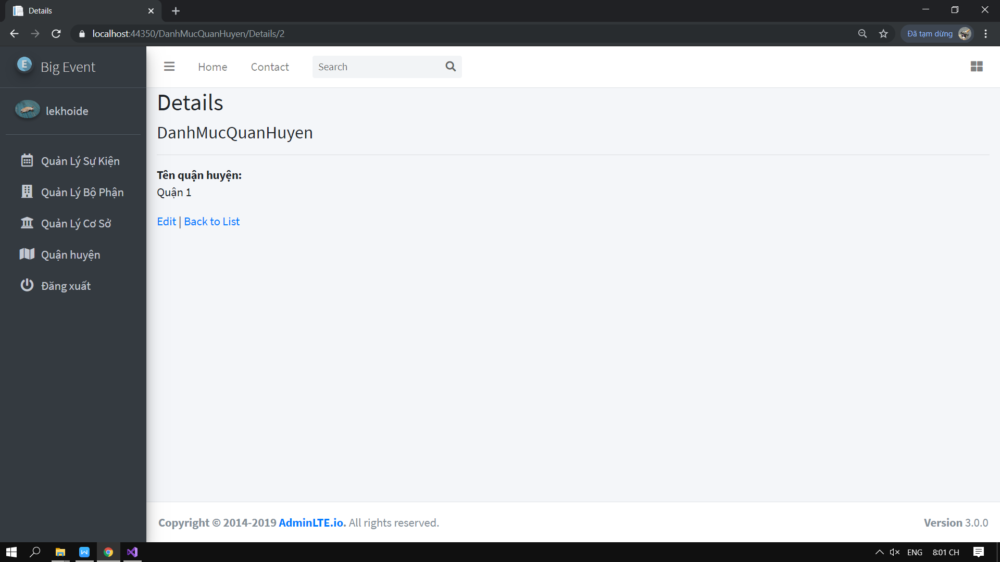 Details
localhost:44350/DanhMucQuanHuyen/Details/2
Đã tạm dừng
E
Big Event
Home
Contact
Search
lekhoide
Quản Lý Sự Kiện
Quản Lý Bộ Phận
Quản Lý Cơ Sở
Quận huyện
Đăng xuất
Details
DanhMucQuanHuyen
Tên quận huyện:
Quận 1
Edit | Back to List
Copyright © 2014-2019 AdminLTE.io. All rights reserved.
Version 3.0.0
W
ENG
8:01 CH